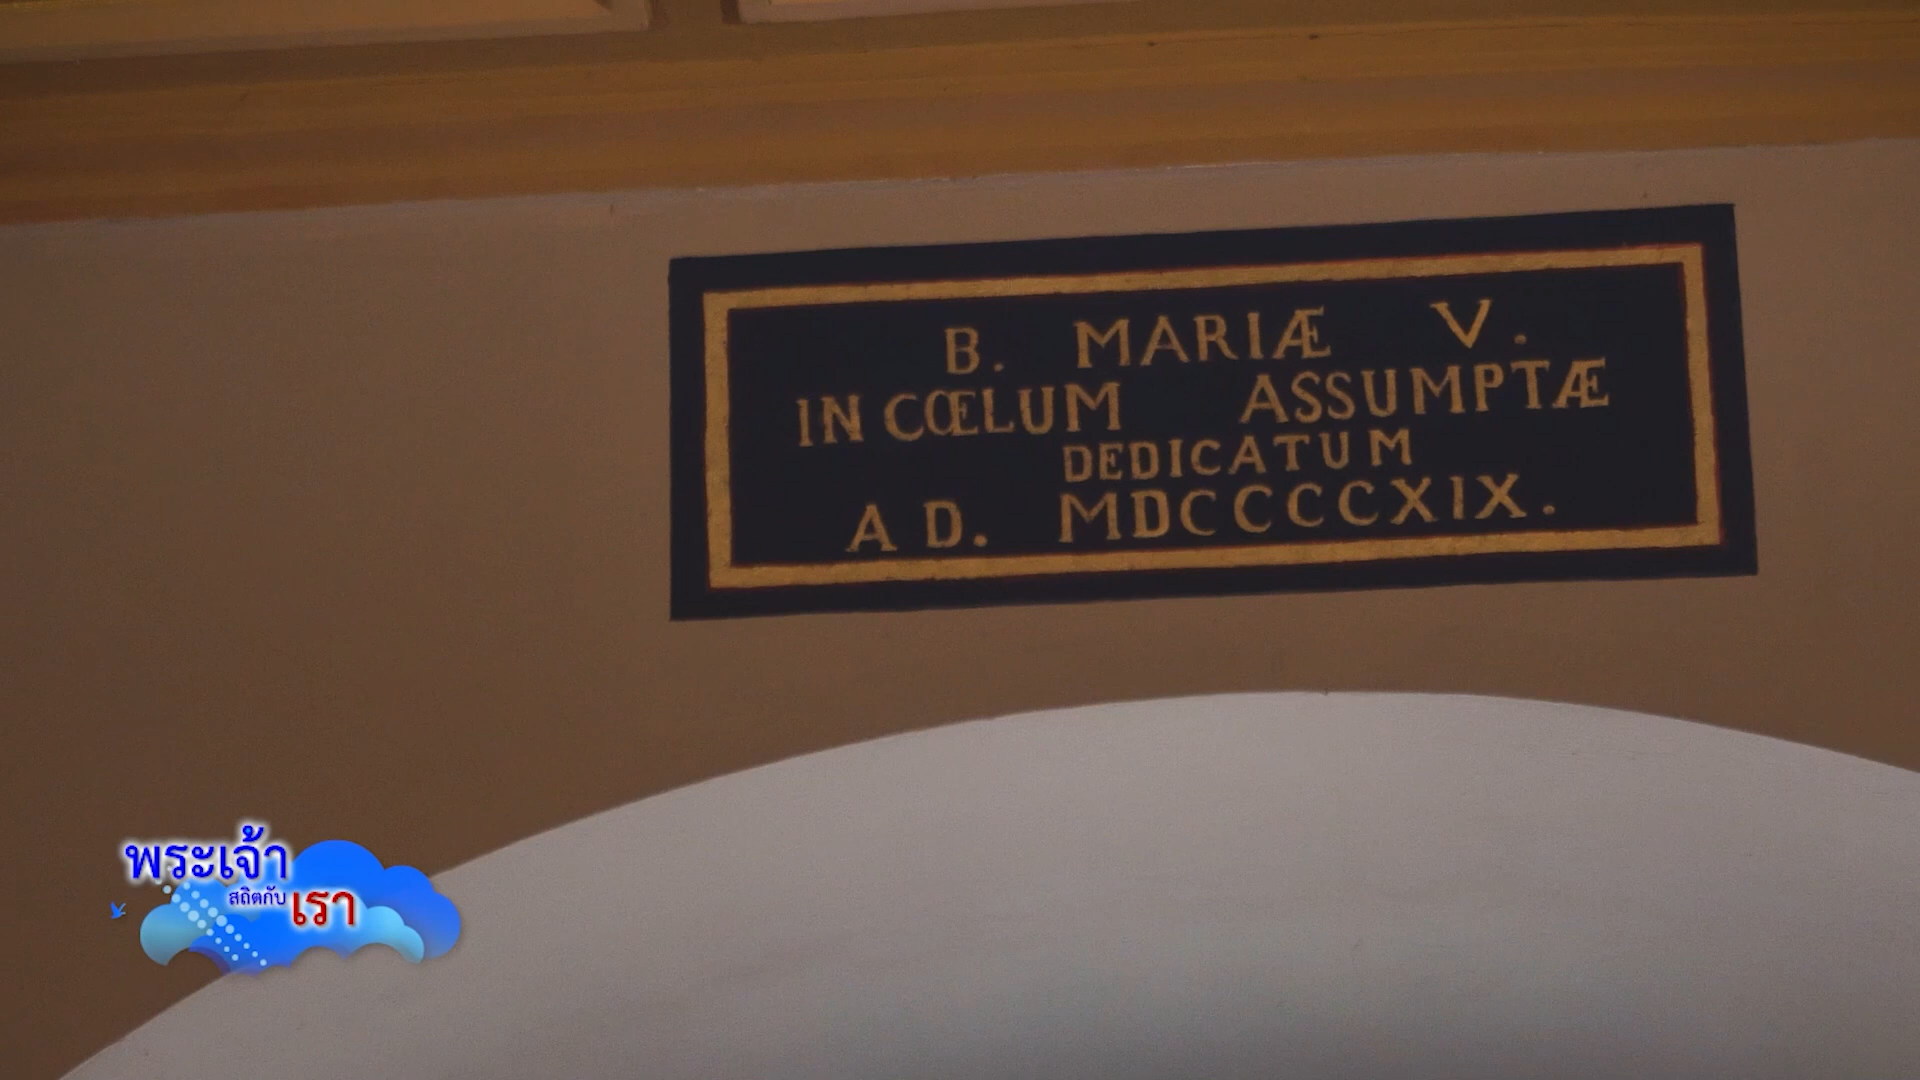 B. MARIÆ V.
IN CŒLUM ASSUMPTÆ
DEDICATUM
A D. MDCCCCXIX.
พระเจ้า
สถิตกับ เรา